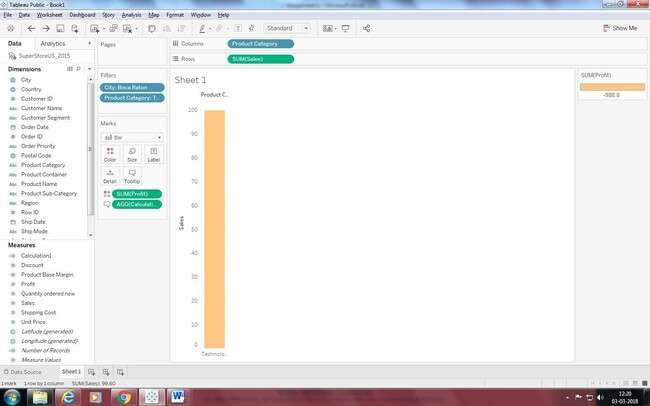 Tableau Public - Book1
File Data Worksheet Dashboard Story Analysis Map Format Window Help
Standard
Show Me
Data Analytics
SuperStoreUS_2015
Dimensions
City
Country
Customer ID
Customer Name
Customer Segment
Order Date
Order ID
Order Priority
Postal Code
Product Category
Product Container
Product Name
Product Sub-Category
Region
Row ID
Ship Date
Ship Mode
Measures
Calculation1
Discount
Product Base Margin
Profit
Quantity ordered new
Sales
Shipping Cost
Unit Price
Latitude (generated)
Longitude (generated)
Number of Records
Measure Values
Pages
Filters
City: Boca Raton
Product Category: T...
Marks
Bar
Color Size Label
Detail Tooltip
SUM(Profit)
AGG(Calculati...
Columns Product Category
Rows SUM(Sales)
Sheet 1
Product C...
100
90
80
70
60
50
40
30
20
10
0
Sales
Technolo...
SUM(Profit)
-988.6
Data Source Sheet 1
1 mark 1 row by 1 column SUM(Sales): 99.60
12:20
03-03-2018